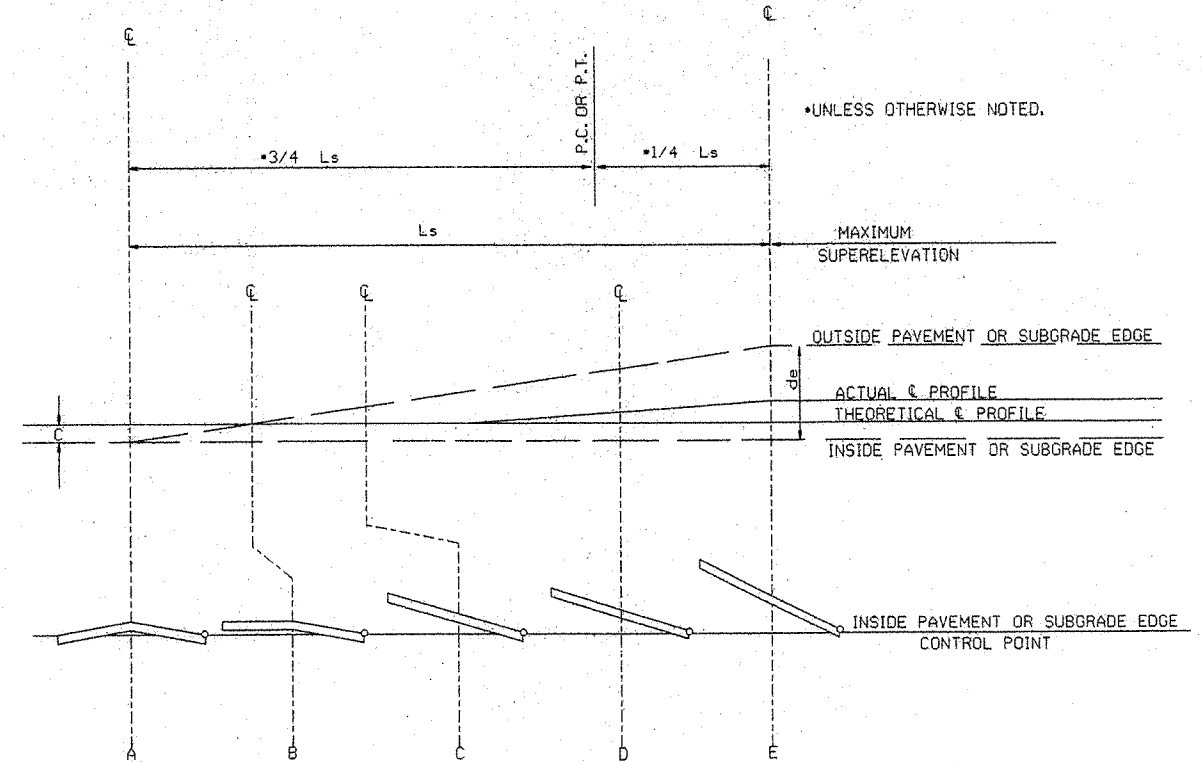 ℄
℄
P.C. OR P.T.
*UNLESS OTHERWISE NOTED.
*3/4 Ls
*1/4 Ls
Ls
MAXIMUM
SUPERELEVATION
℄
℄
℄
OUTSIDE PAVEMENT OR SUBGRADE EDGE
de
ACTUAL ℄ PROFILE
THEORETICAL ℄ PROFILE
C
INSIDE PAVEMENT OR SUBGRADE EDGE
INSIDE PAVEMENT OR SUBGRADE EDGE
CONTROL POINT
A
B
C
D
E